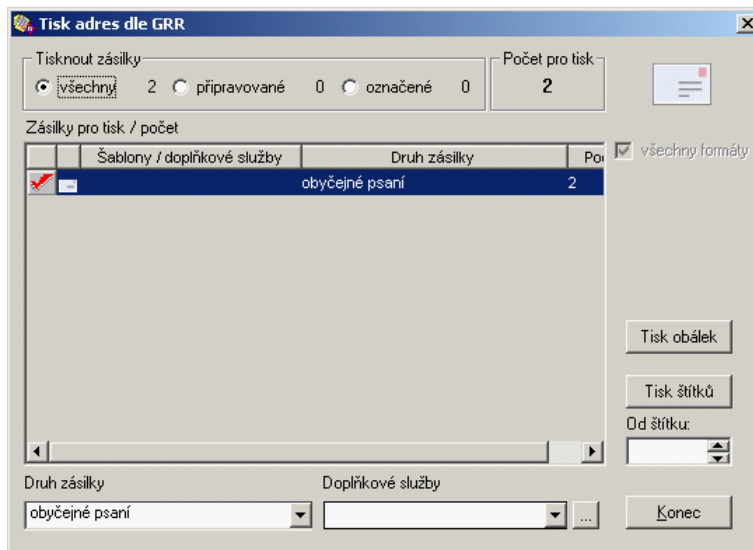 Tisk adres dle GRR
Tisknout zásilky
všechny 2 připravované 0 označené 0
Počet pro tisk
2
Zásilky pro tisk / počet
Šablony / doplňkové služby Druh zásilky Po
všechny formáty
obyčejné psaní 2
Tisk obálek
Tisk štítků
Od štítku:
Druh zásilky Doplňkové služby
obyčejné psaní ... Konec